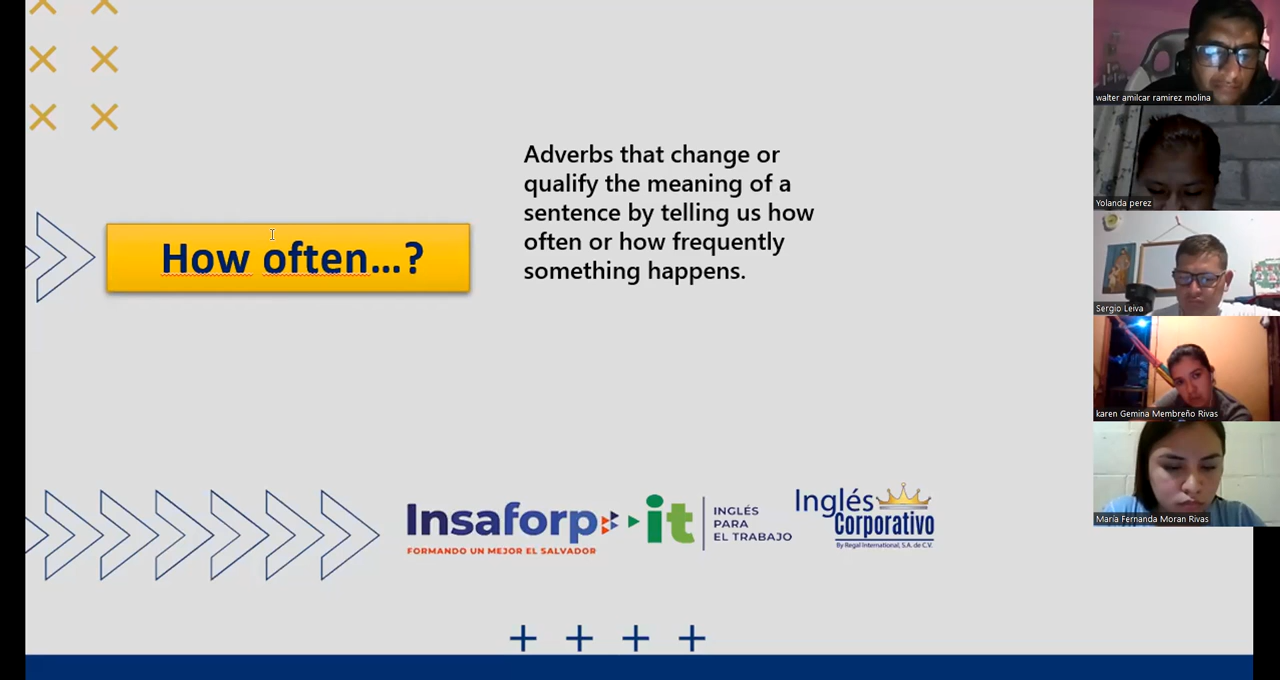 How often...?
Adverbs that change or
qualify the meaning of a
sentence by telling us how
often or how frequently
something happens.
Insaforp
FORMANDO UN MEJOR EL SALVADOR
it
INGLÉS
PARA
EL TRABAJO
Inglés
Corporativo
By Regal International, S.A. de C.V.
walter amilcar ramirez molina
Yolanda perez
Sergio Leiva
karen Gemina Membreño Rivas
María Fernanda Moran Rivas